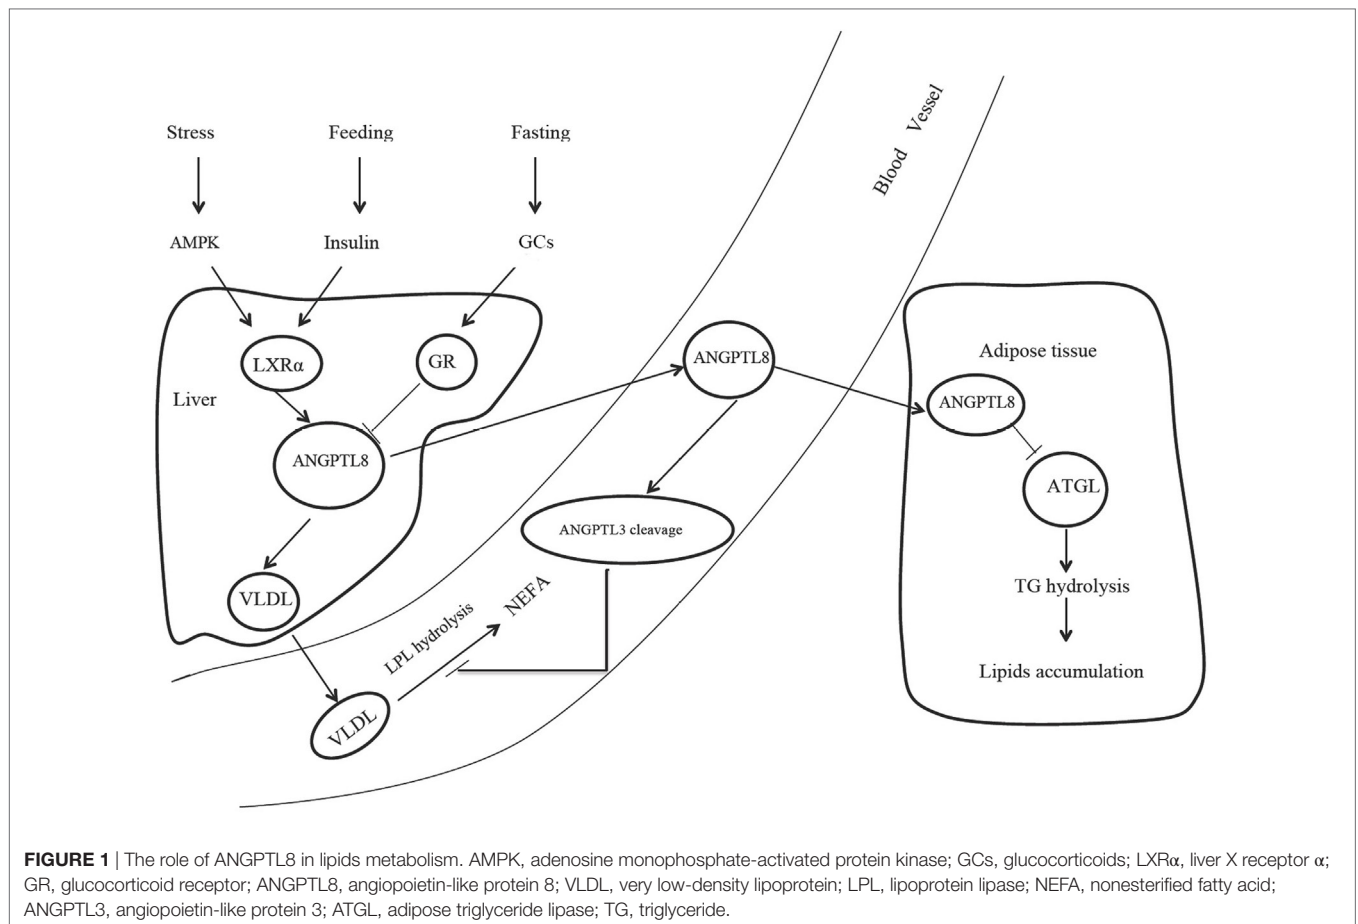 Stress
Feeding
Fasting
AMPK
Insulin
GCs
Blood Vessel
LXRα
GR
Liver
ANGPTL8
VLDL
ANGPTL8
ANGPTL3 cleavage
LPL hydrolysis
NEFA
VLDL
Adipose tissue
ANGPTL8
ATGL
TG hydrolysis
Lipids accumulation
FIGURE 1 | The role of ANGPTL8 in lipids metabolism. AMPK, adenosine monophosphate-activated protein kinase; GCs, glucocorticoids; LXRα, liver X receptor α;
GR, glucocorticoid receptor; ANGPTL8, angiopoietin-like protein 8; VLDL, very low-density lipoprotein; LPL, lipoprotein lipase; NEFA, nonesterified fatty acid;
ANGPTL3, angiopoietin-like protein 3; ATGL, adipose triglyceride lipase; TG, triglyceride.